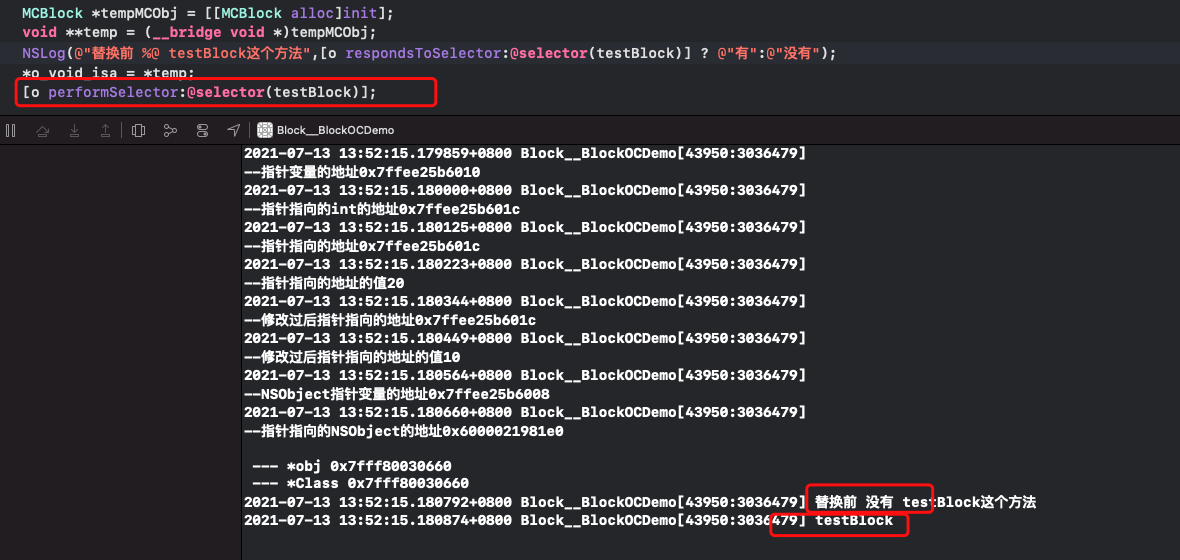 MCBlock *tempMCObj = [[MCBlock alloc]init];
void **temp = (__bridge void *)tempMCObj;
NSLog(@"替换前 %@ testBlock这个方法",[o respondsToSelector:@selector(testBlock)] ? @"有":@"没有");
*o_void_isa = *temp;
[o performSelector:@selector(testBlock)];
Block__BlockOCDemo
2021-07-13 13:52:15.179859+0800 Block__BlockOCDemo[43950:3036479]
--指针变量的地址0x7ffee25b6010
2021-07-13 13:52:15.180000+0800 Block__BlockOCDemo[43950:3036479]
--指针指向的int的地址0x7ffee25b601c
2021-07-13 13:52:15.180125+0800 Block__BlockOCDemo[43950:3036479]
--指针指向的地址0x7ffee25b601c
2021-07-13 13:52:15.180223+0800 Block__BlockOCDemo[43950:3036479]
--指针指向的地址的值20
2021-07-13 13:52:15.180344+0800 Block__BlockOCDemo[43950:3036479]
--修改过后指针指向的地址0x7ffee25b601c
2021-07-13 13:52:15.180449+0800 Block__BlockOCDemo[43950:3036479]
--修改过后指针指向的地址的值10
2021-07-13 13:52:15.180564+0800 Block__BlockOCDemo[43950:3036479]
--NSObject指针变量的地址0x7ffee25b6008
2021-07-13 13:52:15.180660+0800 Block__BlockOCDemo[43950:3036479]
--指针指向的NSObject的地址0x6000021981e0
--- *obj 0x7fff80030660
--- *Class 0x7fff80030660
2021-07-13 13:52:15.180792+0800 Block__BlockOCDemo[43950:3036479] 替换前 没有 testBlock这个方法
2021-07-13 13:52:15.180874+0800 Block__BlockOCDemo[43950:3036479] testBlock